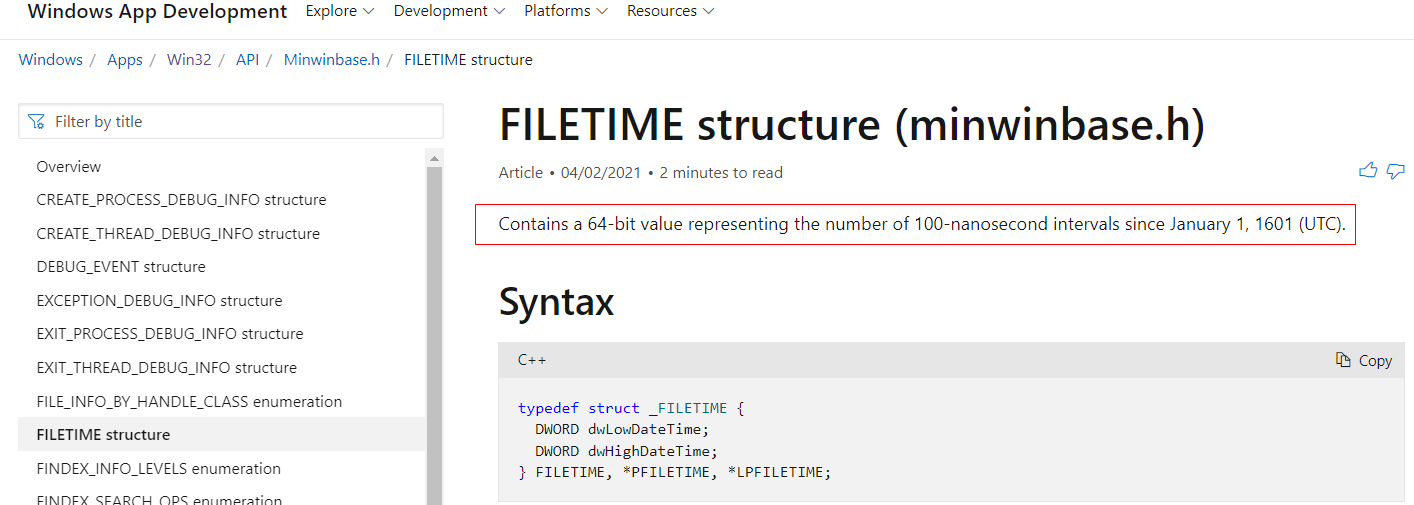 Windows App Development Explore Development Platforms Resources
Windows / Apps / Win32 / API / Minwinbase.h / FILETIME structure
Filter by title
Overview
CREATE_PROCESS_DEBUG_INFO structure
CREATE_THREAD_DEBUG_INFO structure
DEBUG_EVENT structure
EXCEPTION_DEBUG_INFO structure
EXIT_PROCESS_DEBUG_INFO structure
EXIT_THREAD_DEBUG_INFO structure
FILE_INFO_BY_HANDLE_CLASS enumeration
FILETIME structure
FINDEX_INFO_LEVELS enumeration
FINDEX_SEARCH_OPS enumeration
FILETIME structure (minwinbase.h)
Article • 04/02/2021 • 2 minutes to read
Contains a 64-bit value representing the number of 100-nanosecond intervals since January 1, 1601 (UTC).
Syntax
C++ Copy
typedef struct _FILETIME {
  DWORD dwLowDateTime;
  DWORD dwHighDateTime;
} FILETIME, *PFILETIME, *LPFILETIME;